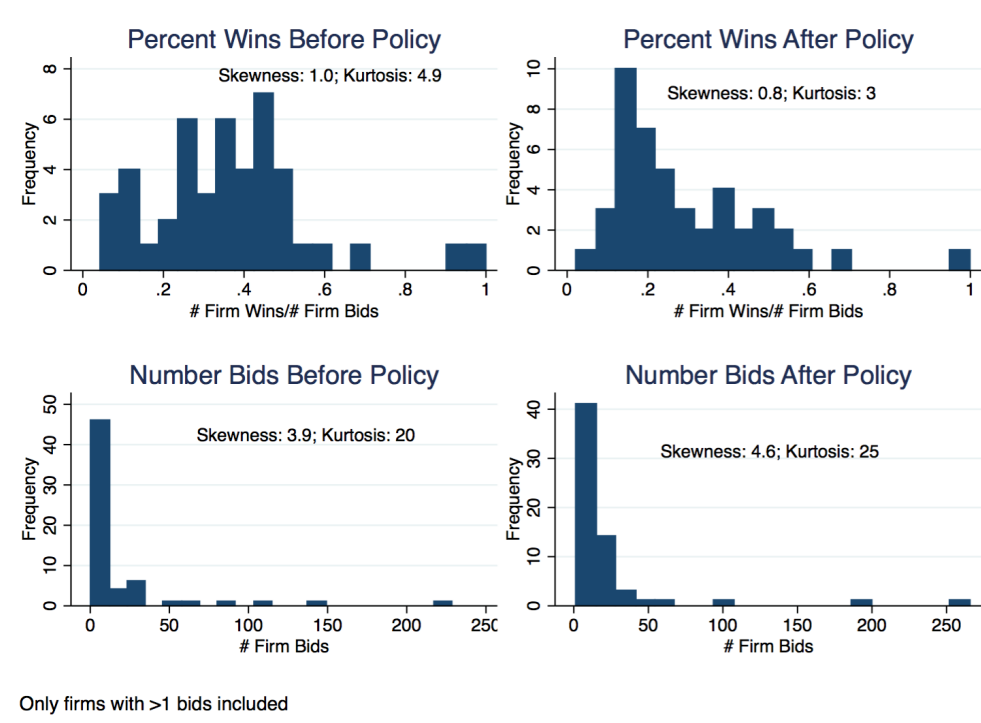 Percent Wins Before Policy
Skewness: 1.0; Kurtosis: 4.9
Frequency
0 2 4 6 8
0 .2 .4 .6 .8 1
# Firm Wins/# Firm Bids
Percent Wins After Policy
Skewness: 0.8; Kurtosis: 3
Frequency
0 2 4 6 8 10
0 .2 .4 .6 .8 1
# Firm Wins/# Firm Bids
Number Bids Before Policy
Skewness: 3.9; Kurtosis: 20
Frequency
0 10 20 30 40 50
0 50 100 150 200 250
# Firm Bids
Number Bids After Policy
Skewness: 4.6; Kurtosis: 25
Frequency
0 10 20 30 40
0 50 100 150 200 250
# Firm Bids
Only firms with >1 bids included